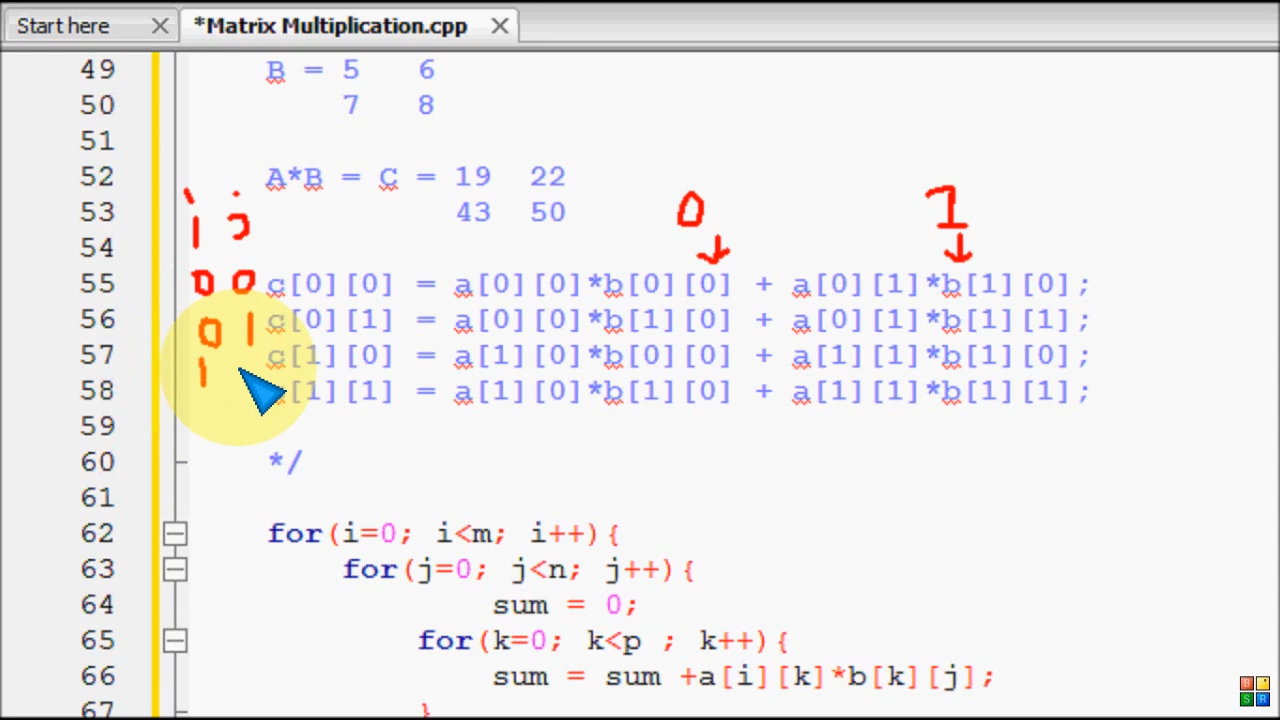 Start here *Matrix Multiplication.cpp
49 B = 5 6
50 7 8
51
52 A*B = C = 19 22
53 43 50
0 1
i j
54
0 0
55 c[0][0] = a[0][0]*b[0][0] + a[0][1]*b[1][0];
0 1
56 c[0][1] = a[0][0]*b[1][0] + a[0][1]*b[1][1];
57 c[1][0] = a[1][0]*b[0][0] + a[1][1]*b[1][0];
1
58 c[1][1] = a[1][0]*b[1][0] + a[1][1]*b[1][1];
59
60 */
61
62 for(i=0; i<m; i++){
63 for(j=0; j<n; j++){
64 sum = 0;
65 for(k=0; k<p ; k++){
66 sum = sum +a[i][k]*b[k][j];
67 }